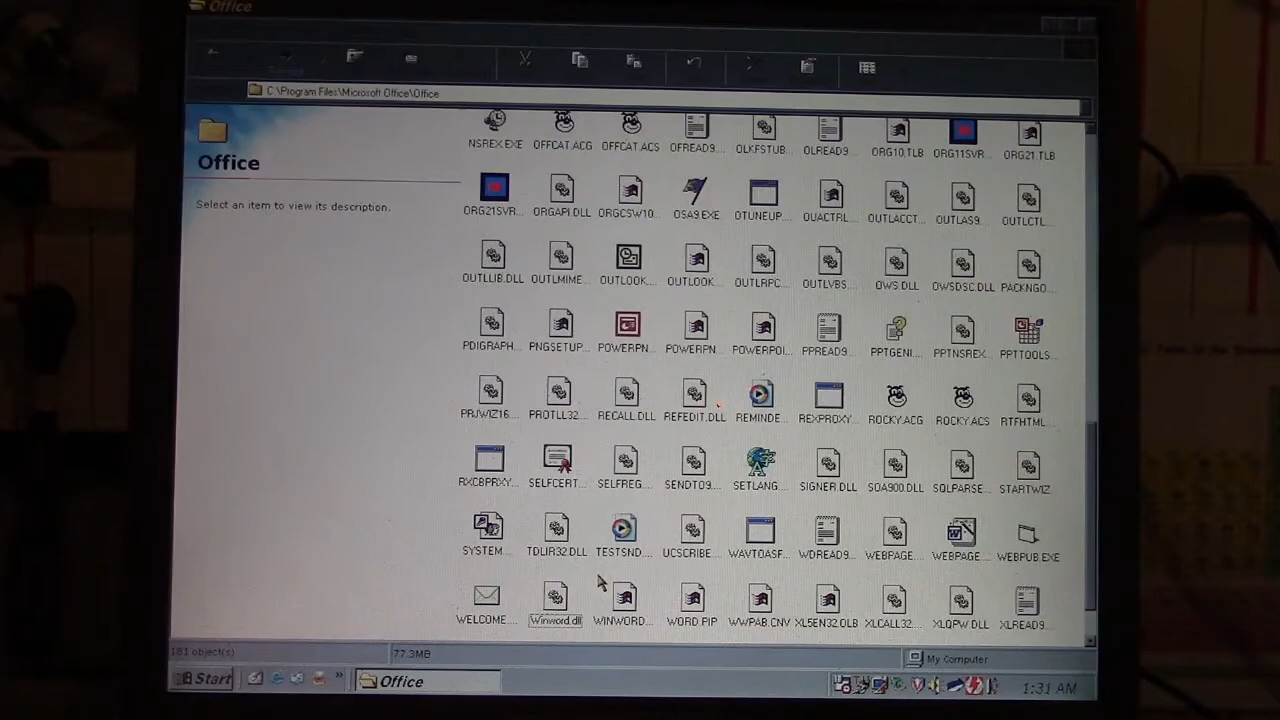 Office
C:\Program Files\Microsoft Office\Office
Office
Select an item to view its description.
NSREX.EXE OFFCAT.ACG OFFCAT.ACS OFREAD9... OLKFSTUB... OLREAD9... ORG10.TLB ORG11SVR... ORG21.TLB
ORG21SVR... ORGAPI.DLL ORGCSW10... OSA9.EXE OTUNEUP... OUACTRL... OUTLACCT... OUTLAS9... OUTLCTL...
OUTLLIB.DLL OUTLMIME... OUTLOOK.... OUTLOOK.... OUTLRPC... OUTLVBS... OWS.DLL OWSDSC.DLL PACKNGO...
PDIGRAPH... PNGSETUP... POWERPN... POWERPN... POWERPOI... PPREAD9... PPTGENI... PPTNSREX... PPTTOOLS...
PRJWIZ16.... PROTLL32... RECALL.DLL REFEDIT.DLL REMINDE... REXPROXY... ROCKY.ACG ROCKY.ACS RTFHTML...
RXCBPRXY... SELFCERT... SELFREG.... SENDTO9.... SETLANG... SIGNER.DLL SOA900.DLL SQLPARSE... STARTWIZ
SYSTEM... TDLIR32.DLL TESTSND.... UCSCRIBE... WAVTOASF... WDREAD9... WEBPAGE... WEBPAGE... WEBPUB.EXE
WELCOME... Winword.dll WINWORD... WORD.PIP WWPAB.CNV XL5EN32.OLB XLCALL32... XLQPW.DLL XLREAD9...
181 object(s) 77.3MB My Computer
Start » Office 1:31 AM